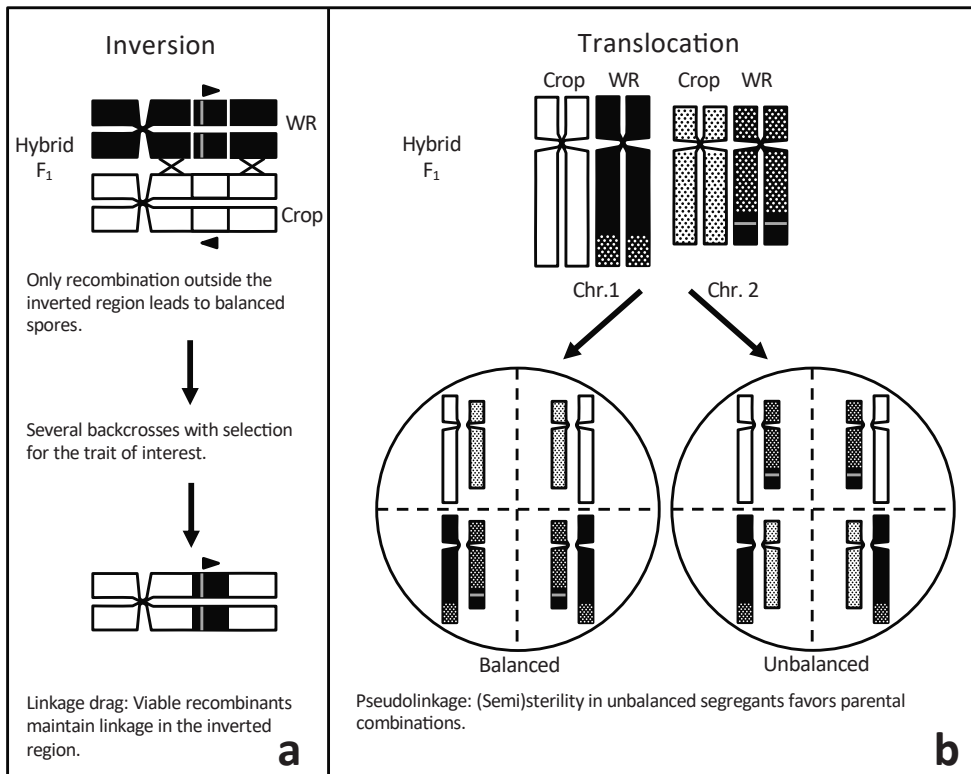 Inversion
WR
Hybrid
F₁
Crop
Only recombination outside the
inverted region leads to balanced
spores.
Several backcrosses with selection
for the trait of interest.
Linkage drag: Viable recombinants
maintain linkage in the inverted
region.
a
Translocation
Crop WR Crop WR
Hybrid
F₁
Chr.1 Chr. 2
Balanced Unbalanced
Pseudolinkage: (Semi)sterility in unbalanced segregants favors parental
combinations.
b